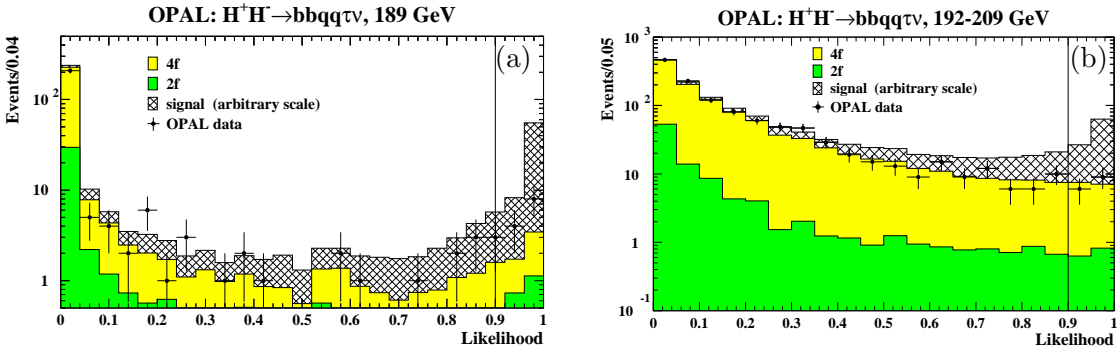 OPAL: H⁺H⁻→bbqqτν, 189 GeV
Events/0.04
10²
10
1
(a)
4f
2f
signal (arbitrary scale)
OPAL data
0 0.1 0.2 0.3 0.4 0.5 0.6 0.7 0.8 0.9 1
Likelihood
OPAL: H⁺H⁻→bbqqτν, 192-209 GeV
Events/0.05
10³
10²
10
1
10⁻¹
(b)
4f
2f
signal (arbitrary scale)
OPAL data
0 0.1 0.2 0.3 0.4 0.5 0.6 0.7 0.8 0.9 1
Likelihood